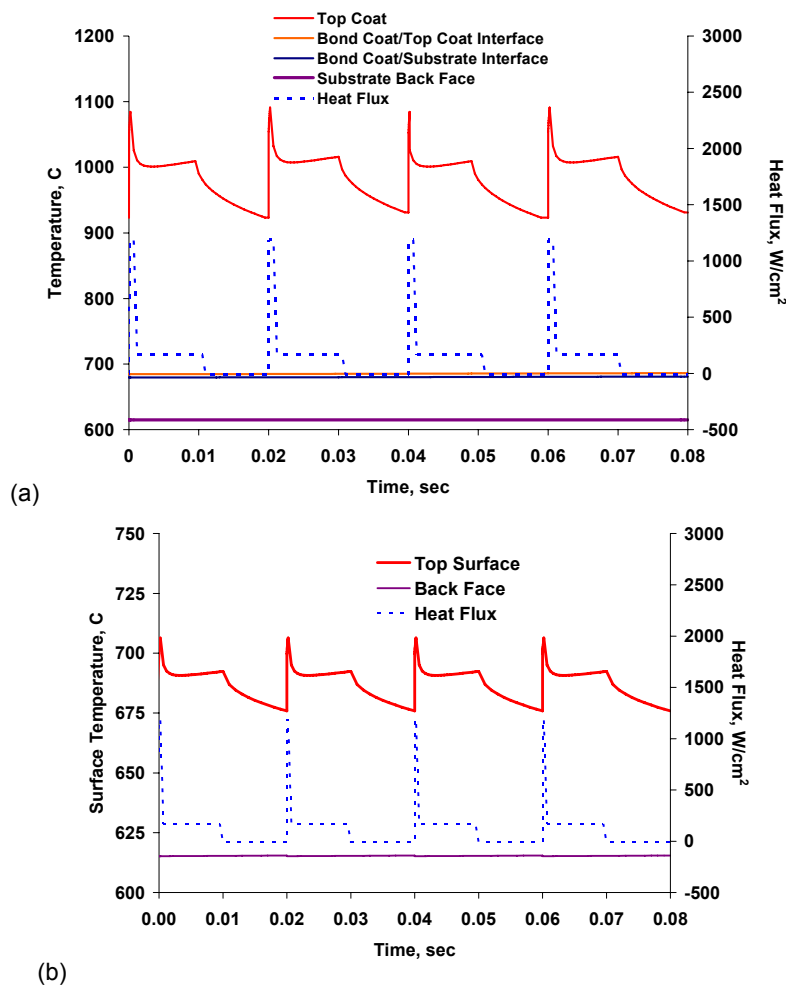 Top Coat
Bond Coat/Top Coat Interface
Bond Coat/Substrate Interface
Substrate Back Face
Heat Flux
1200
1100
1000
900
800
700
600
Temperature, C
3000
2500
2000
1500
1000
500
0
-500
Heat Flux, W/cm²
0 0.01 0.02 0.03 0.04 0.05 0.06 0.07 0.08
Time, sec
(a)
Top Surface
Back Face
Heat Flux
750
725
700
675
650
625
600
Surface Temperature, C
3000
2500
2000
1500
1000
500
0
-500
Heat Flux, W/cm²
0.00 0.01 0.02 0.03 0.04 0.05 0.06 0.07 0.08
Time, sec
(b)